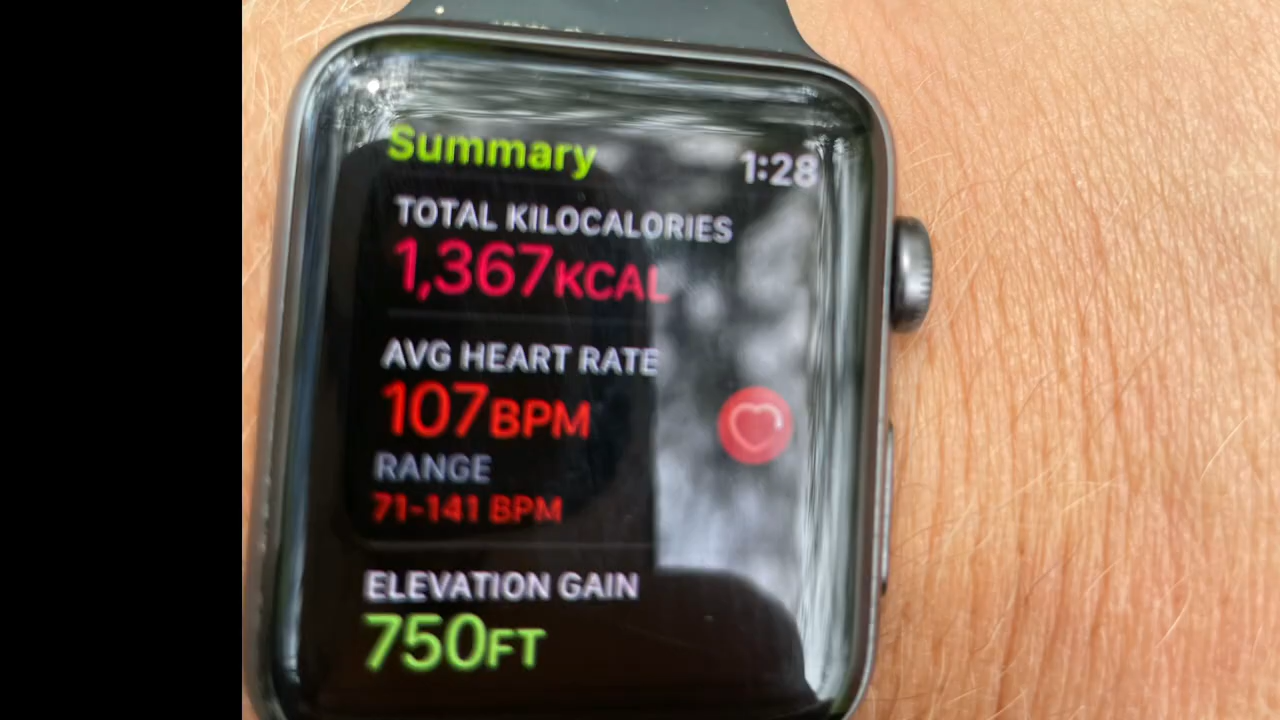 Summary
1:28
TOTAL KILOCALORIES
1,367KCAL
AVG HEART RATE
107BPM
RANGE
71-141 BPM
ELEVATION GAIN
750FT